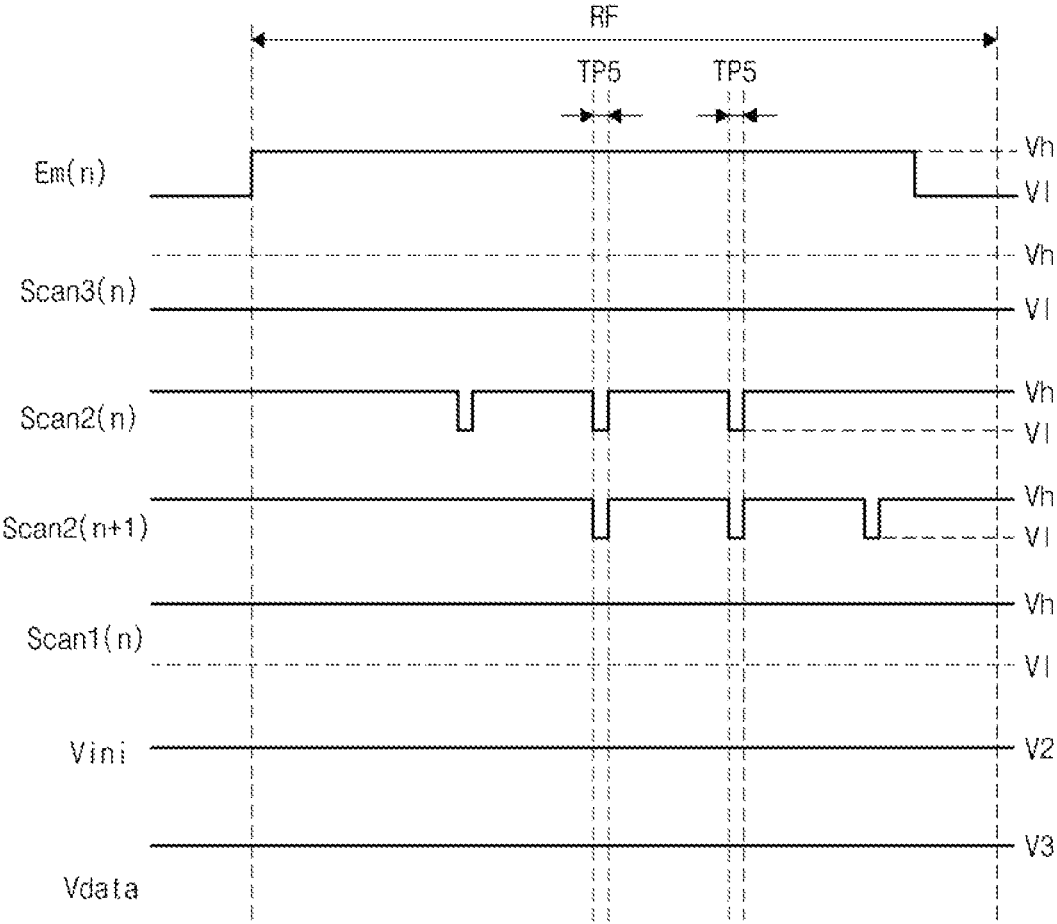 RF
TP5 TP5
Em(n) Vh
Vl
Vh
Scan3(n)
Vl
Vh
Scan2(n)
Vl
Vh
Scan2(n+1)
Vl
Vh
Scan1(n)
Vl
Vini V2
V3
Vdata